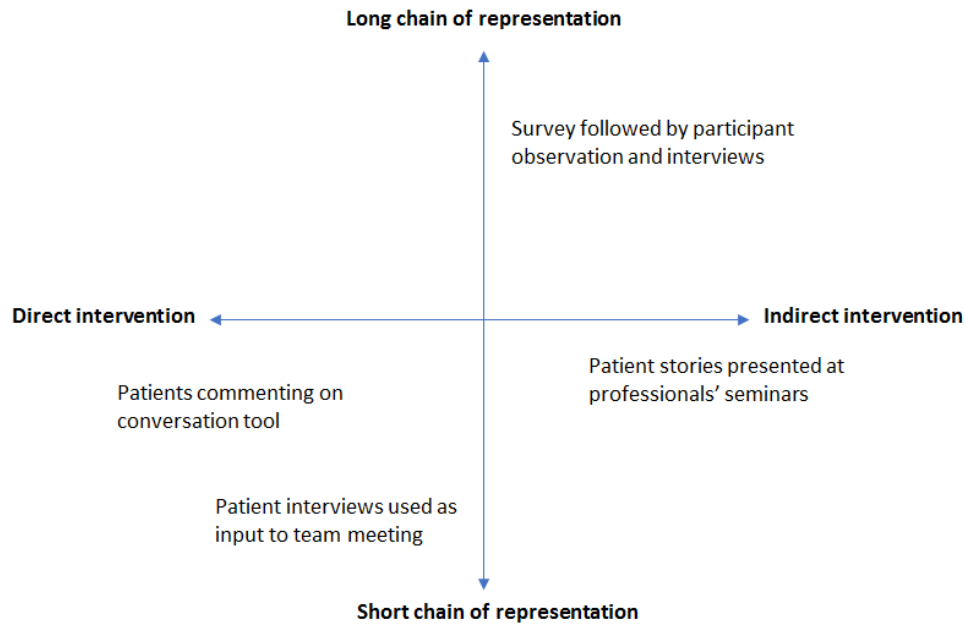 Long chain of representation
Survey followed by participant
observation and interviews
Direct intervention
Indirect intervention
Patient stories presented at
professionals’ seminars
Patients commenting on
conversation tool
Patient interviews used as
input to team meeting
Short chain of representation